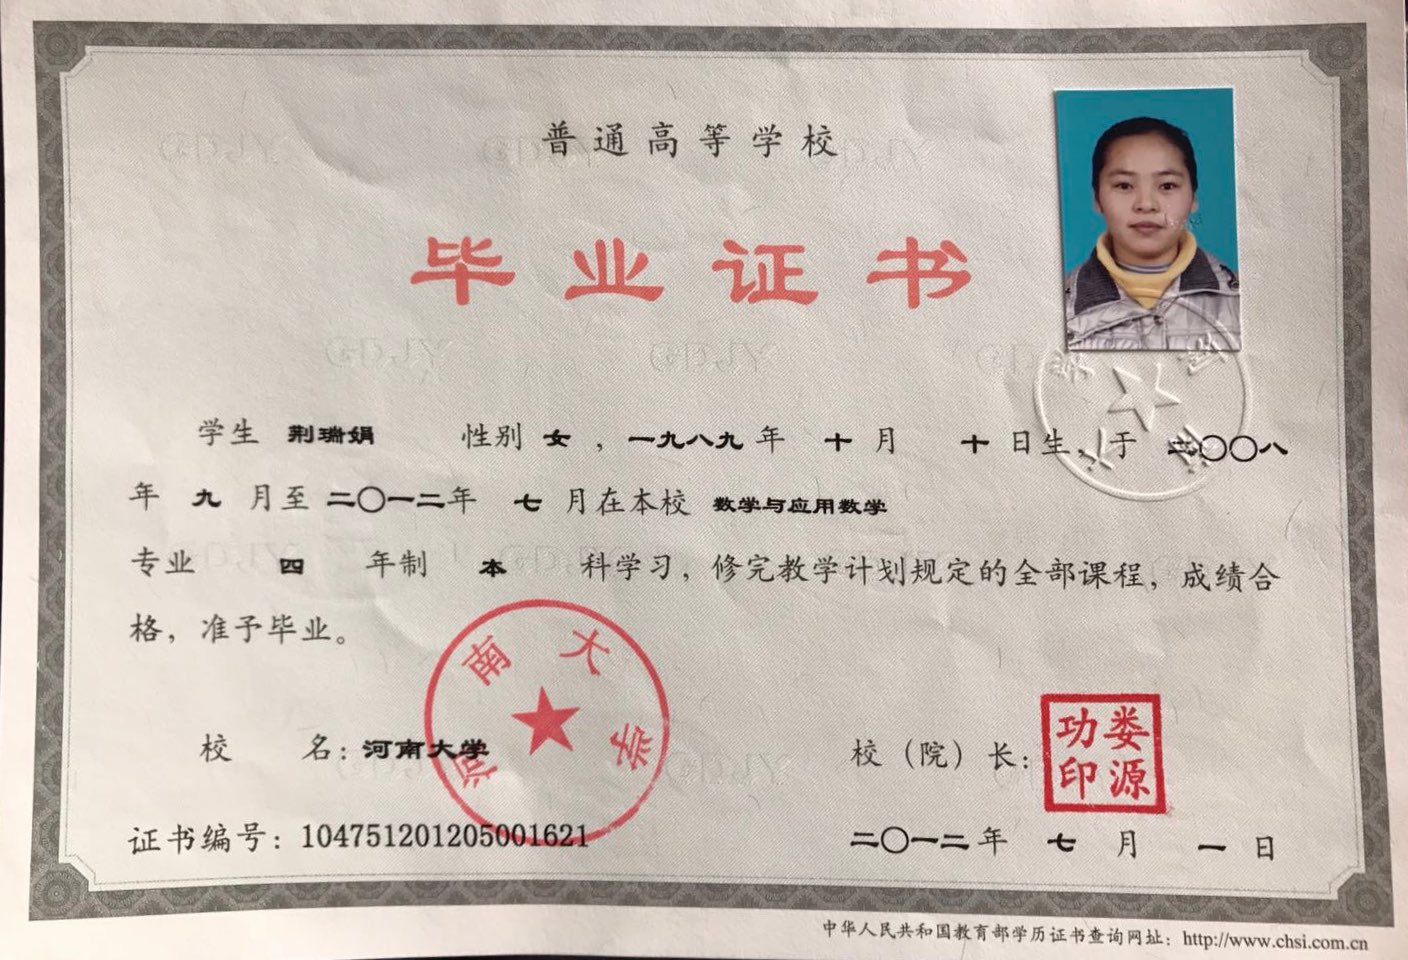 普通高等学校
毕业证书
学生 荆瑞娟 性别 女 ，一九八九 年 十 月 十 日生，于 二〇〇八
年 九 月至 二〇一二年 七 月在本校 数学与应用数学
专业 四 年制 本 科学习，修完教学计划规定的全部课程，成绩合
格，准予毕业。
校 名：河南大学
河南大学
校（院）长：
娄源功印
证书编号：104751201205001621
二〇一二年 七 月 一 日
中华人民共和国教育部学历证书查询网址：http://www.chsi.com.cn